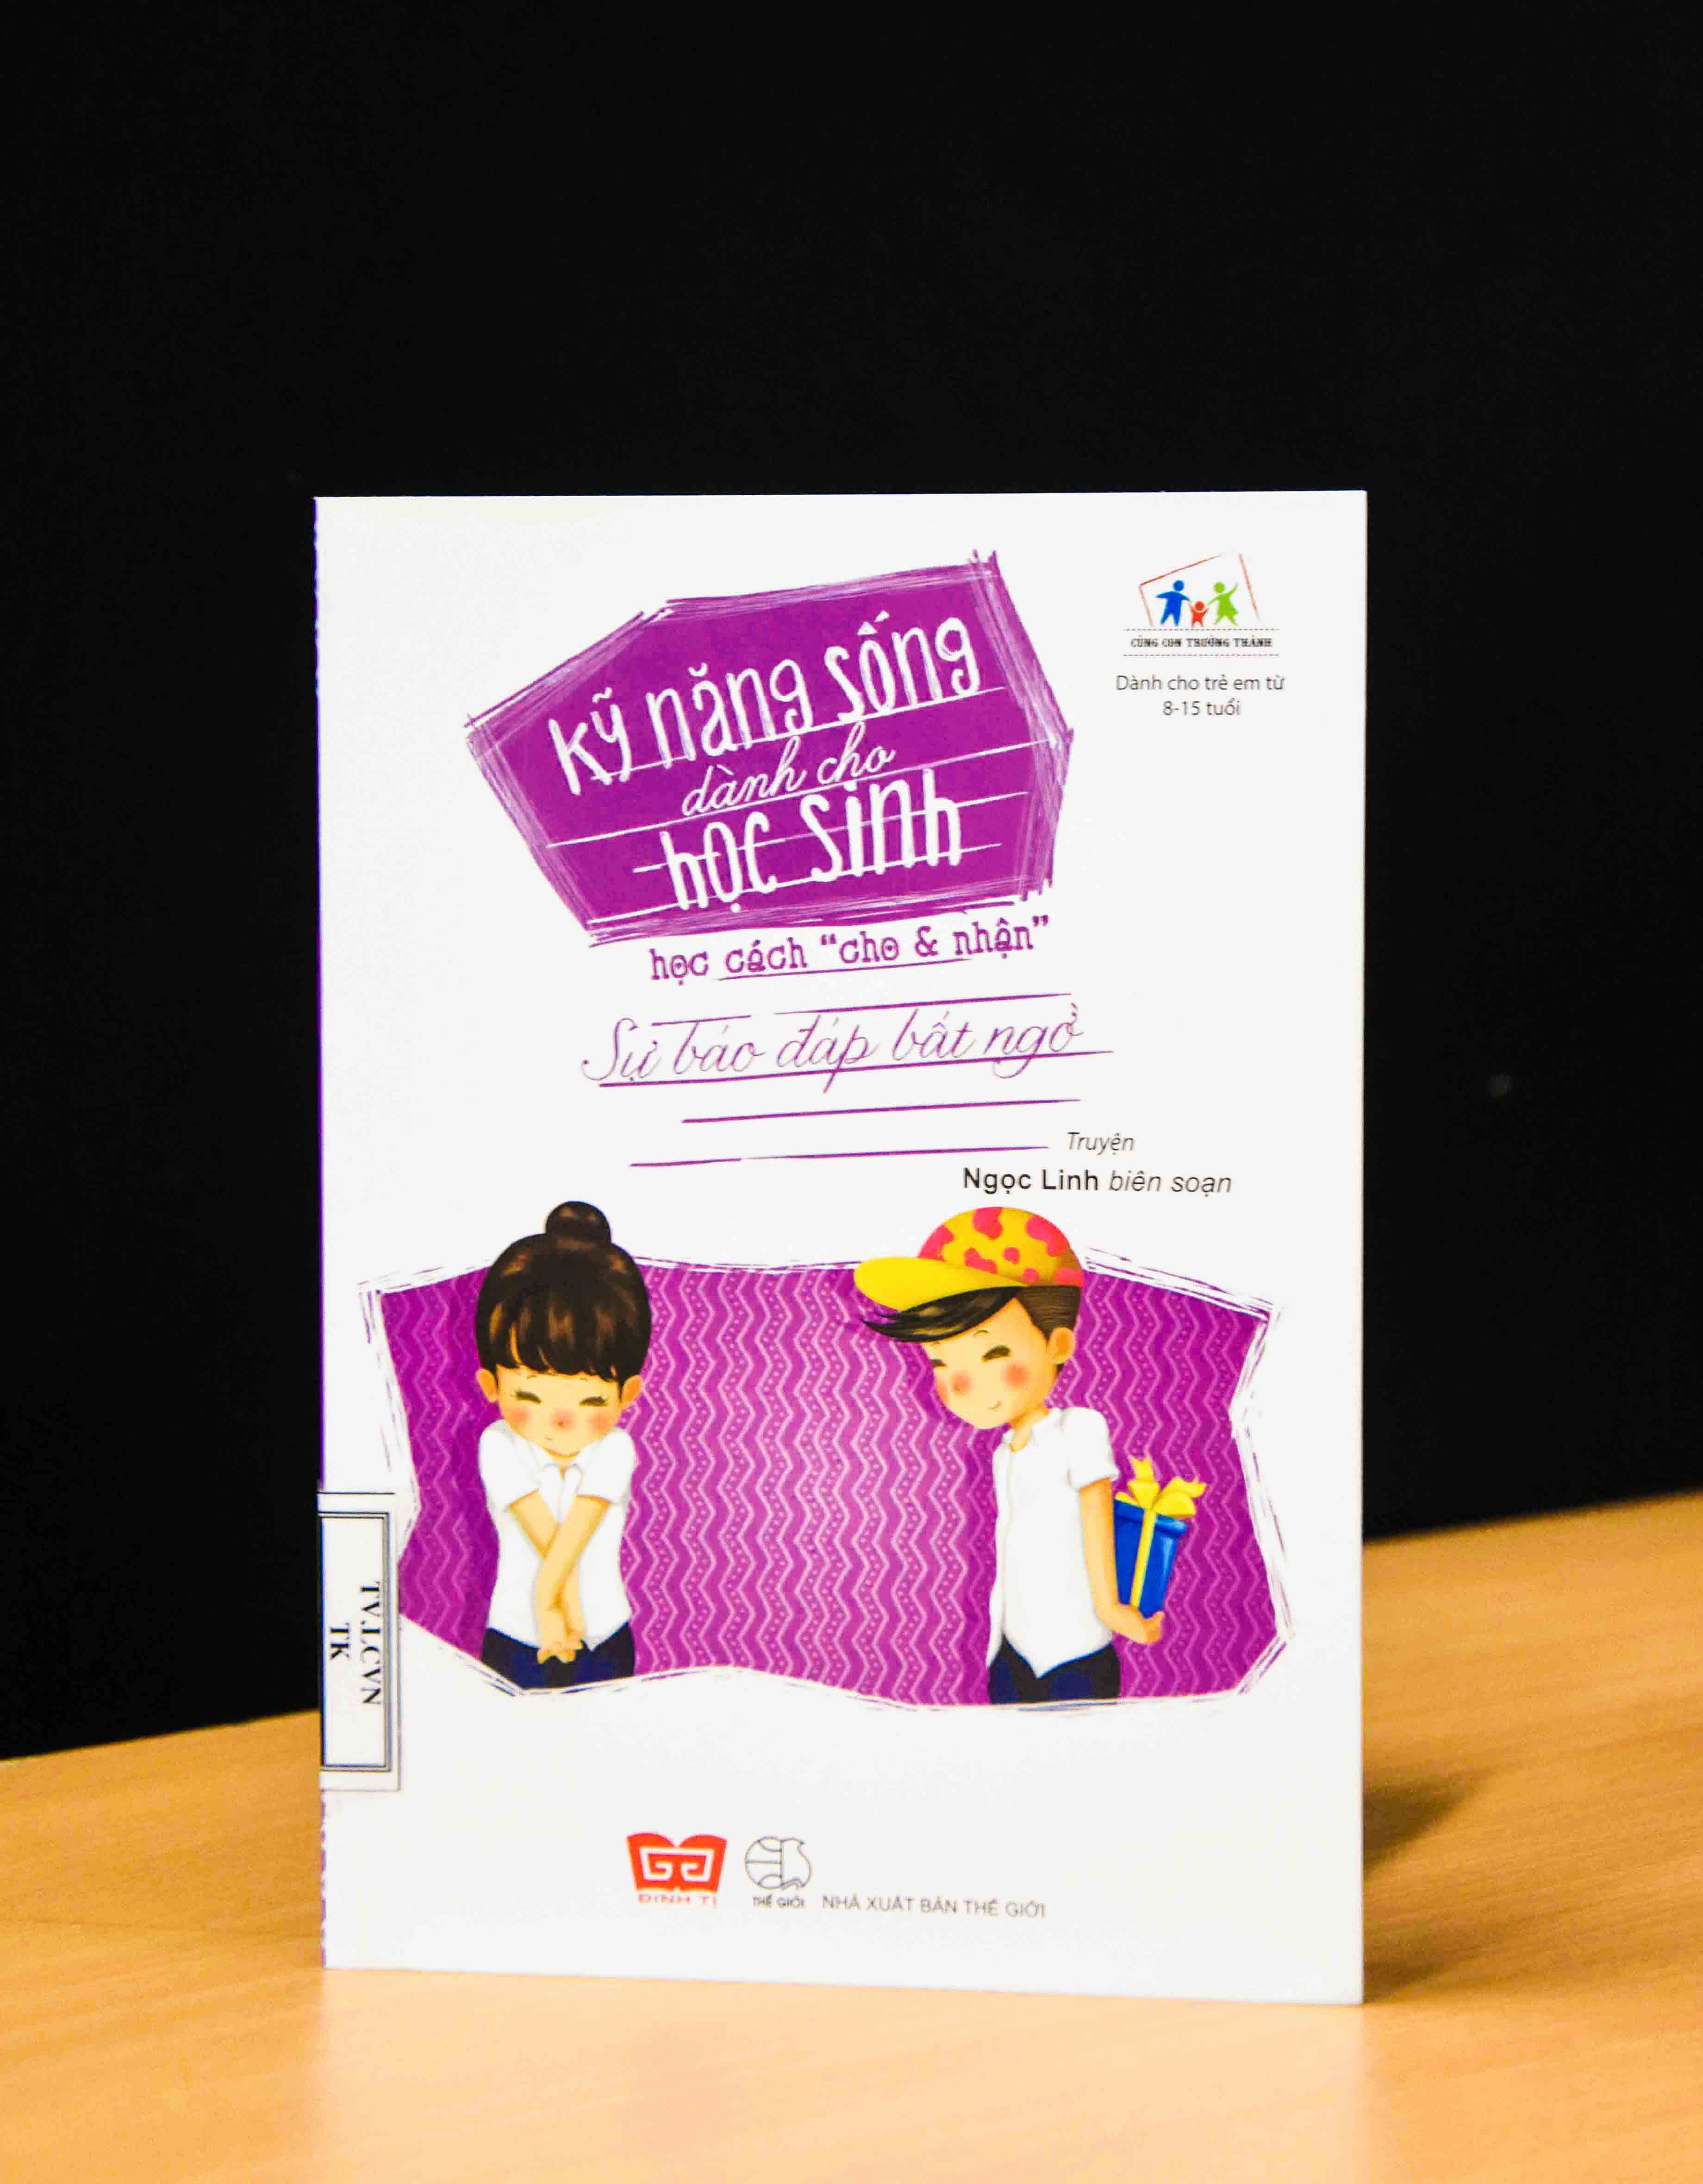 kỹ năng sống
dành cho
học sinh
CÙNG CON TRƯỞNG THÀNH
Dành cho trẻ em từ
8-15 tuổi
học cách “cho & nhận”
Sự báo đáp bất ngờ
Truyện
Ngọc Linh biên soạn
TV.LCVN
TK
ĐINH TỊ
THẾ GIỚI
NHÀ XUẤT BẢN THẾ GIỚI